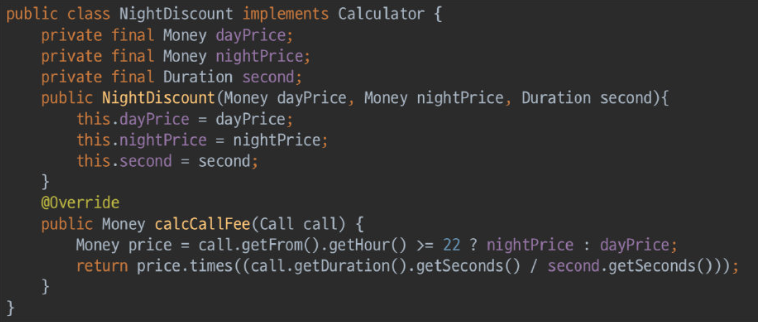 public class NightDiscount implements Calculator {
    private final Money dayPrice;
    private final Money nightPrice;
    private final Duration second;
    public NightDiscount(Money dayPrice, Money nightPrice, Duration second){
        this.dayPrice = dayPrice;
        this.nightPrice = nightPrice;
        this.second = second;
    }
    @Override
    public Money calcCallFee(Call call) {
        Money price = call.getFrom().getHour() >= 22 ? nightPrice : dayPrice;
        return price.times((call.getDuration().getSeconds() / second.getSeconds()));
    }
}